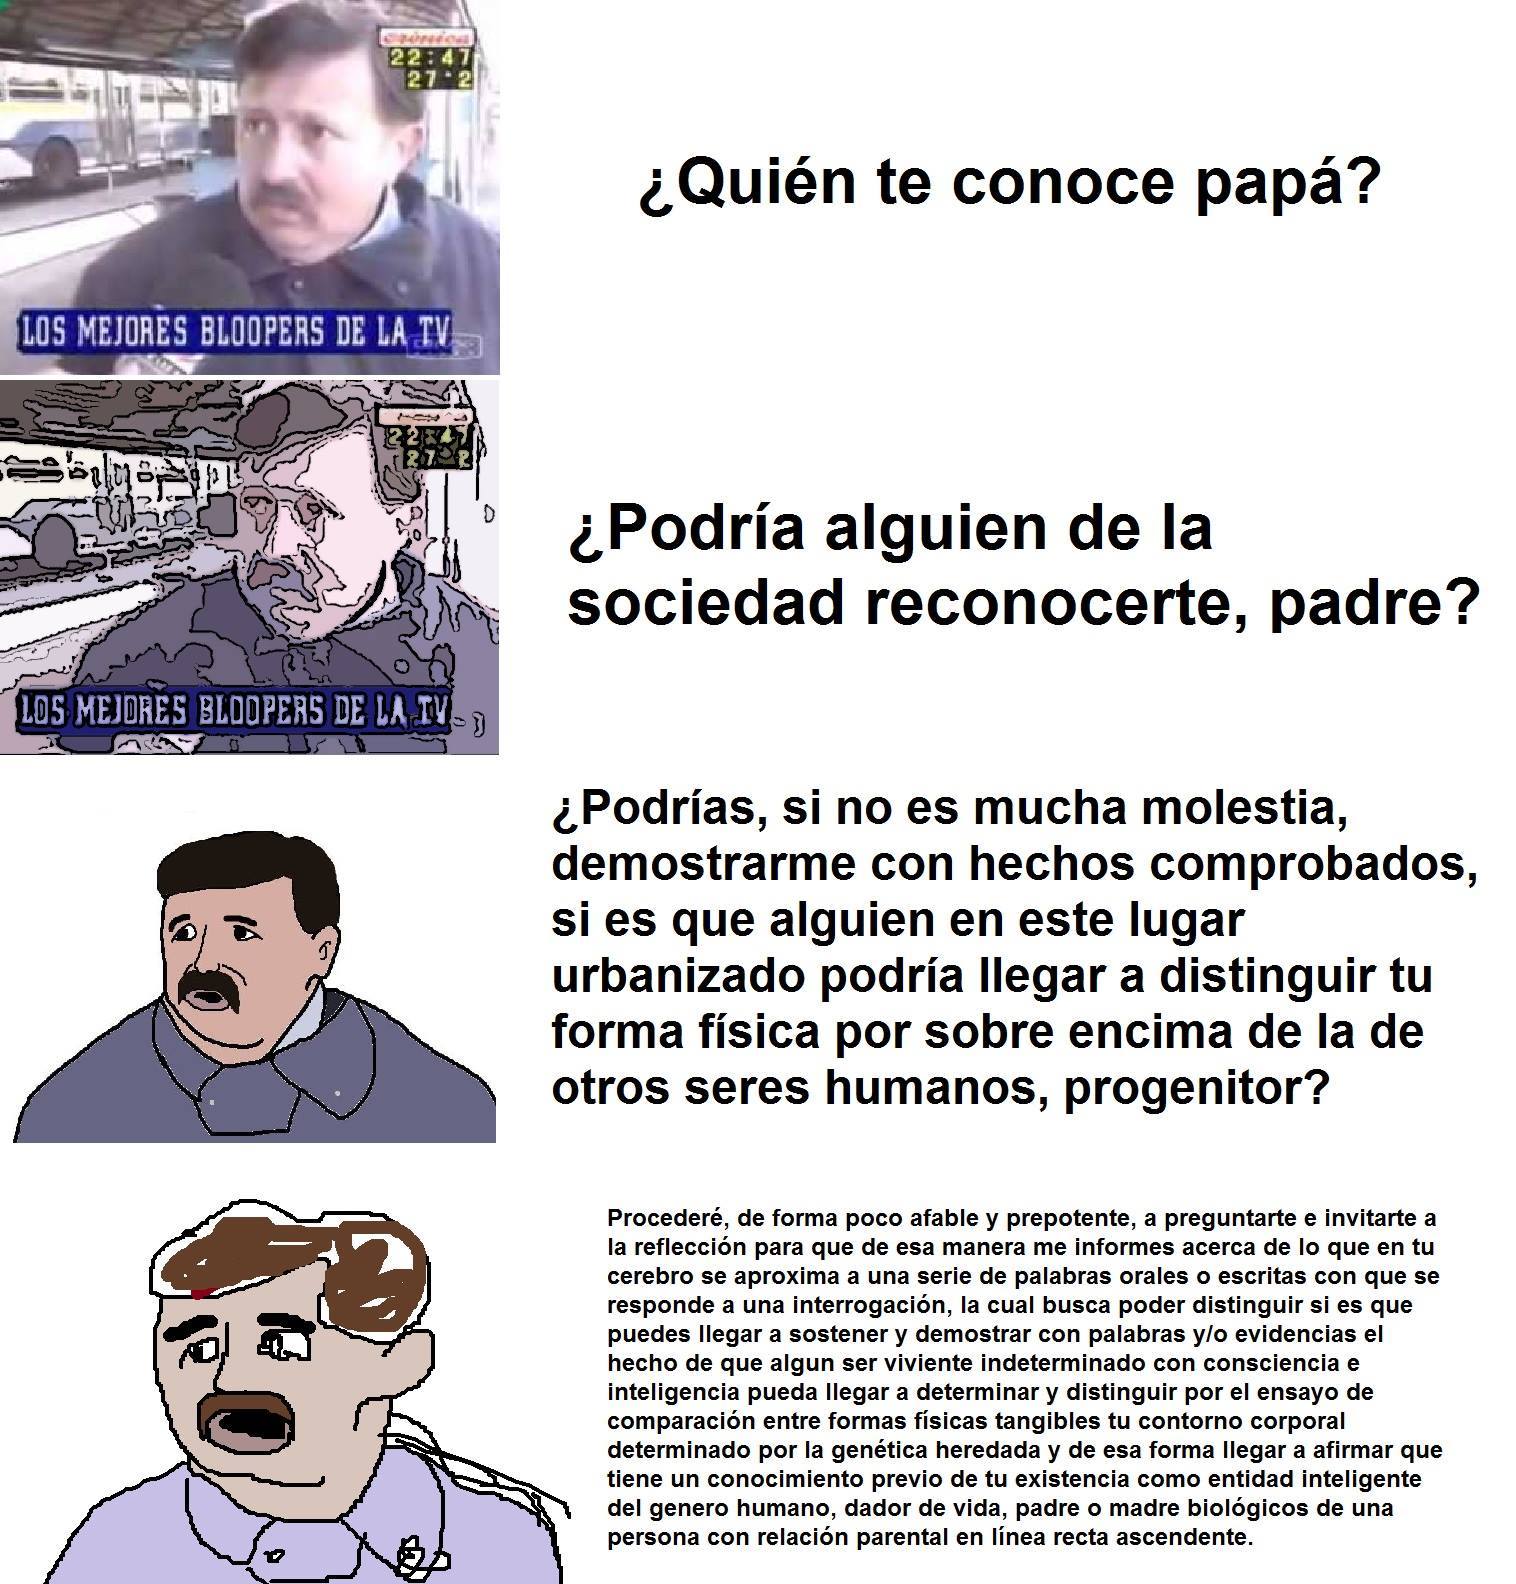 crónica
22:47
27 2
LOS MEJORES BLOOPERS DE LA TV
¿Quién te conoce papá?
22:47
27 2
LOS MEJORES BLOOPERS DE LA TV
¿Podría alguien de la
sociedad reconocerte, padre?
¿Podrías, si no es mucha molestia,
demostrarme con hechos comprobados,
si es que alguien en este lugar
urbanizado podría llegar a distinguir tu
forma física por sobre encima de la de
otros seres humanos, progenitor?
Procederé, de forma poco afable y prepotente, a preguntarte e invitarte a
la reflección para que de esa manera me informes acerca de lo que en tu
cerebro se aproxima a una serie de palabras orales o escritas con que se
responde a una interrogación, la cual busca poder distinguir si es que
puedes llegar a sostener y demostrar con palabras y/o evidencias el
hecho de que algun ser viviente indeterminado con consciencia e
inteligencia pueda llegar a determinar y distinguir por el ensayo de
comparación entre formas físicas tangibles tu contorno corporal
determinado por la genética heredada y de esa forma llegar a afirmar que
tiene un conocimiento previo de tu existencia como entidad inteligente
del genero humano, dador de vida, padre o madre biológicos de una
persona con relación parental en línea recta ascendente.